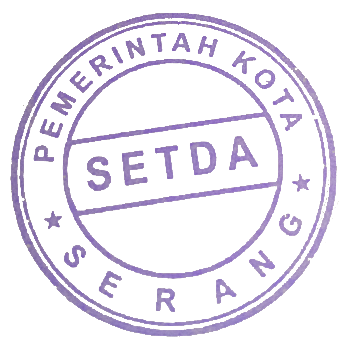 PEMERINTAH KOTA
SETDA
SERANG